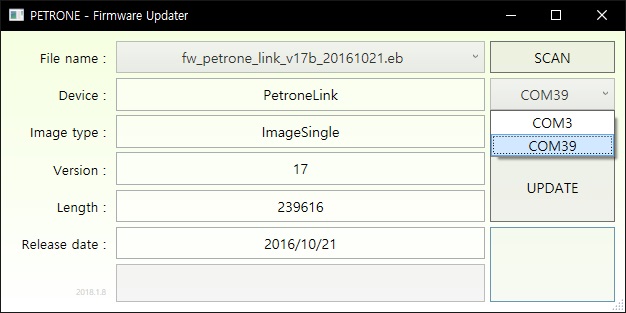 PETRONE - Firmware Updater
File name : fw_petrone_link_v17b_20161021.eb SCAN
Device : PetroneLink COM39
COM3
Image type : ImageSingle
COM39
Version : 17
UPDATE
Length : 239616
Release date : 2016/10/21
2018.1.8